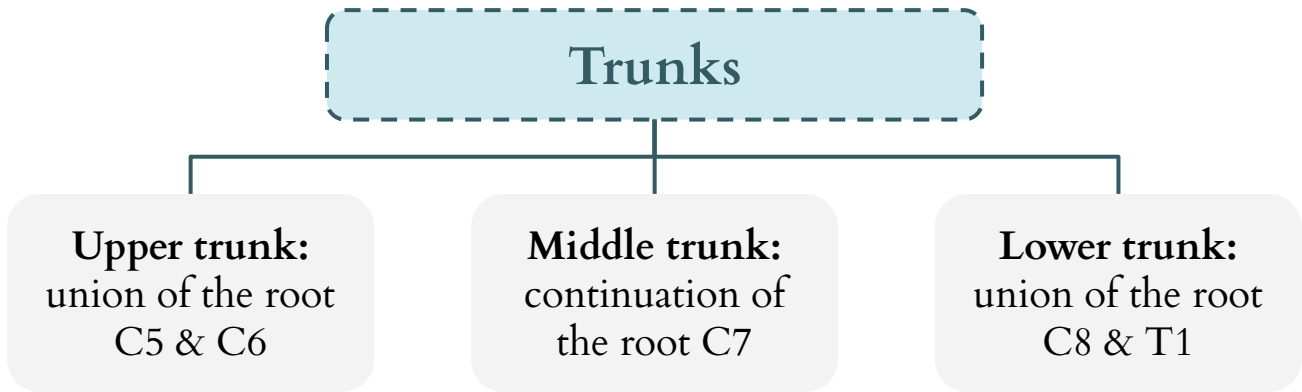 Trunks
Upper trunk:
union of the root
C5 & C6
Middle trunk:
continuation of
the root C7
Lower trunk:
union of the root
C8 & T1